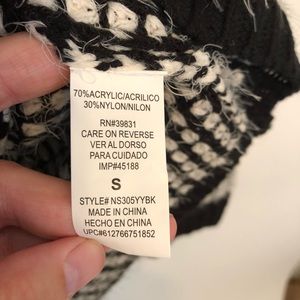 70%ACRYLIC/ACRILICO
30%NYLON/NILON
RN#39831
CARE ON REVERSE
VER AL DORSO
PARA CUIDADO
IMP#45188
S
STYLE# NS305YYBK
MADE IN CHINA
HECHO EN CHINA
UPC#612766751852